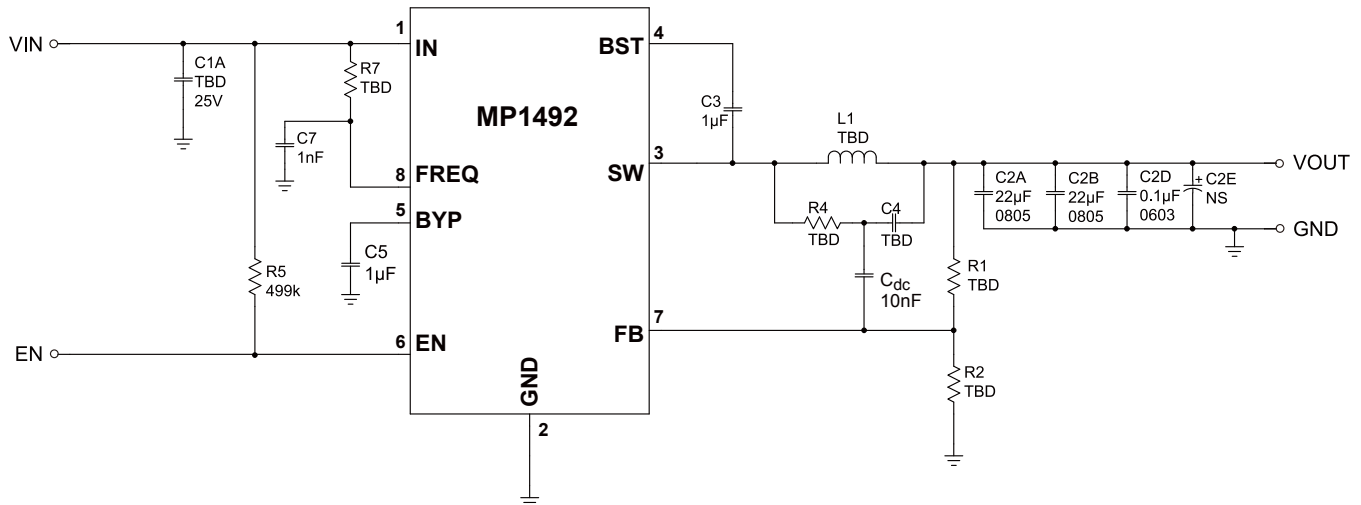 VIN
C1A
TBD
25V
R7
TBD
C7
1nF
R5
499k
EN
C5
1µF
1
IN
8
FREQ
5
BYP
6
EN
MP1492
GND
2
4
BST
3
SW
7
FB
C3
1µF
L1
TBD
R4
TBD
C4
TBD
Cdc
10nF
R1
TBD
R2
TBD
C2A
22µF
0805
C2B
22µF
0805
C2D
0.1µF
0603
+
C2E
NS
VOUT
GND